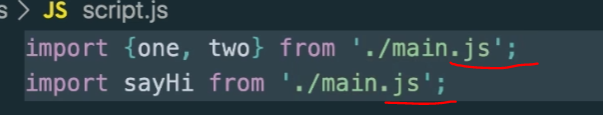 s > JS script.js
import {one, two} from './main.js';
import sayHi from './main.js';